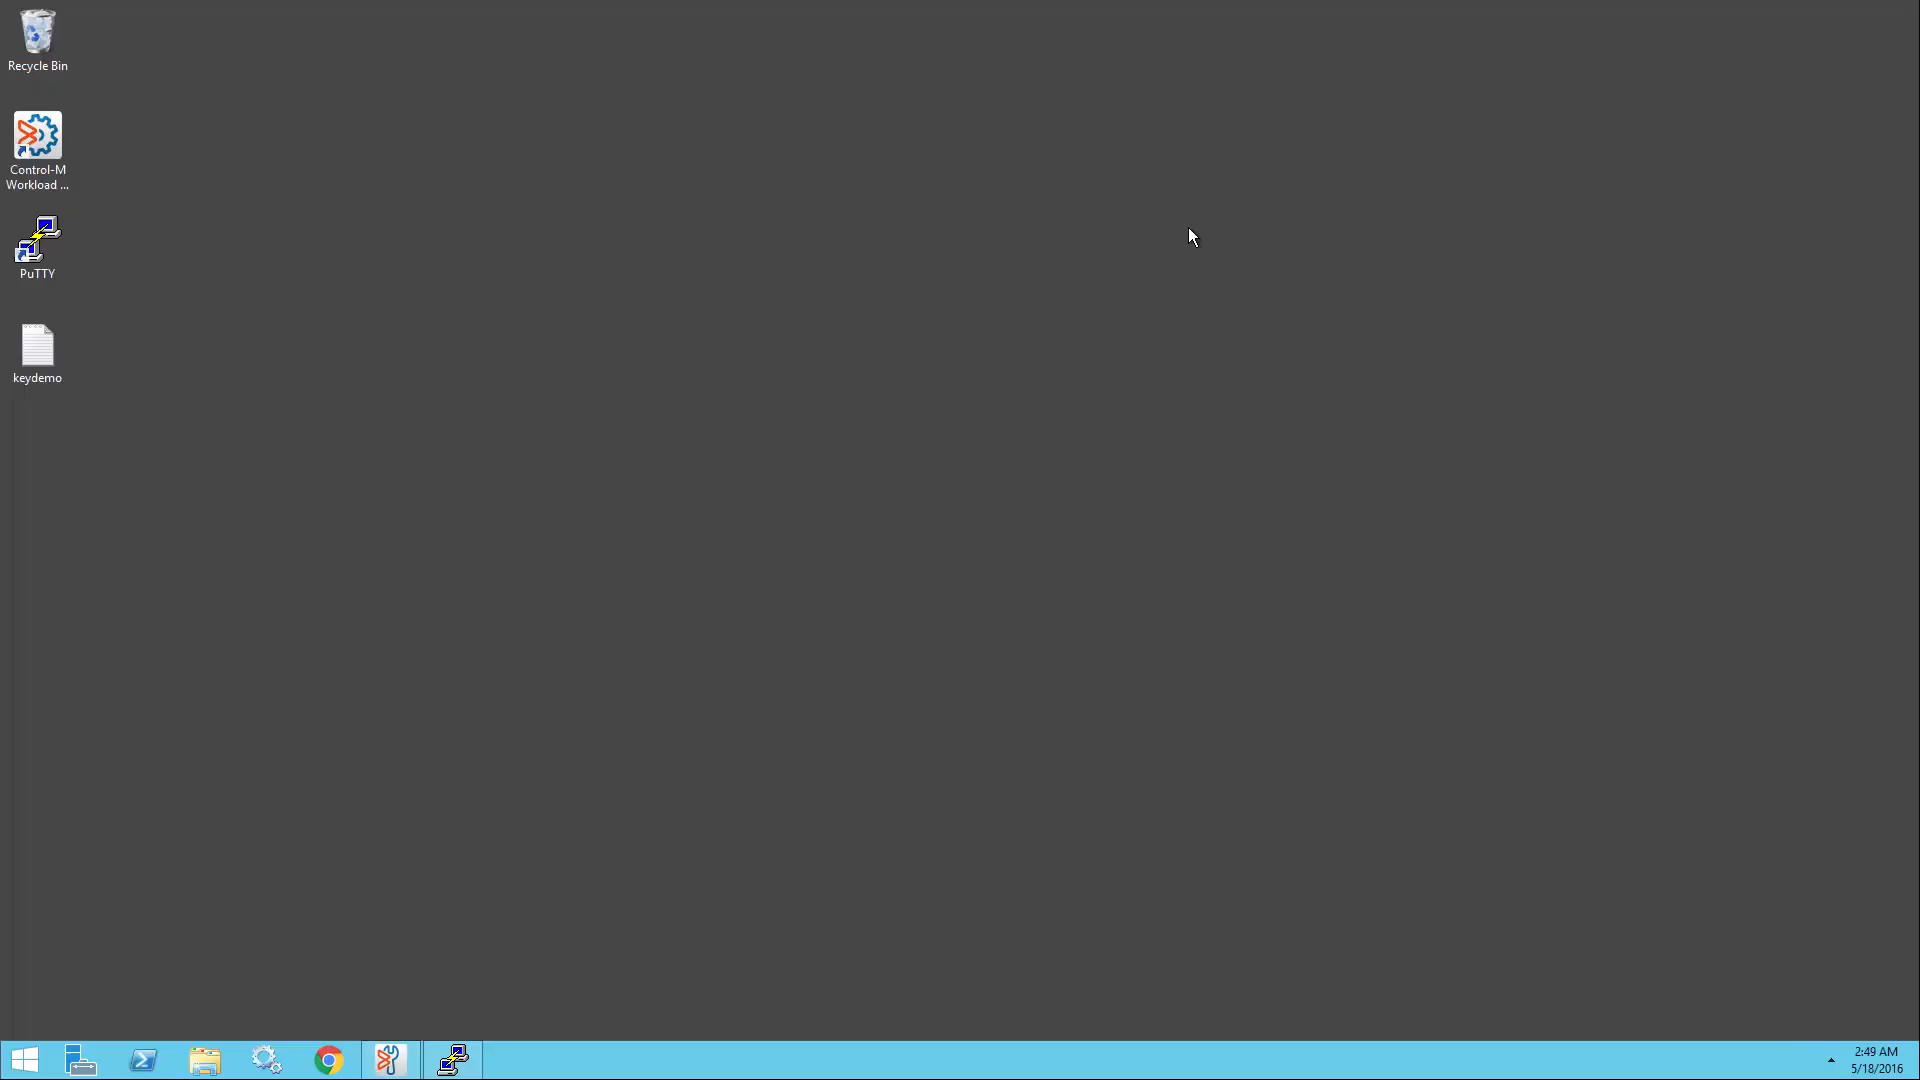 Recycle Bin
Control-M
Workload ...
PuTTY
keydemo
2:49 AM
5/18/2016